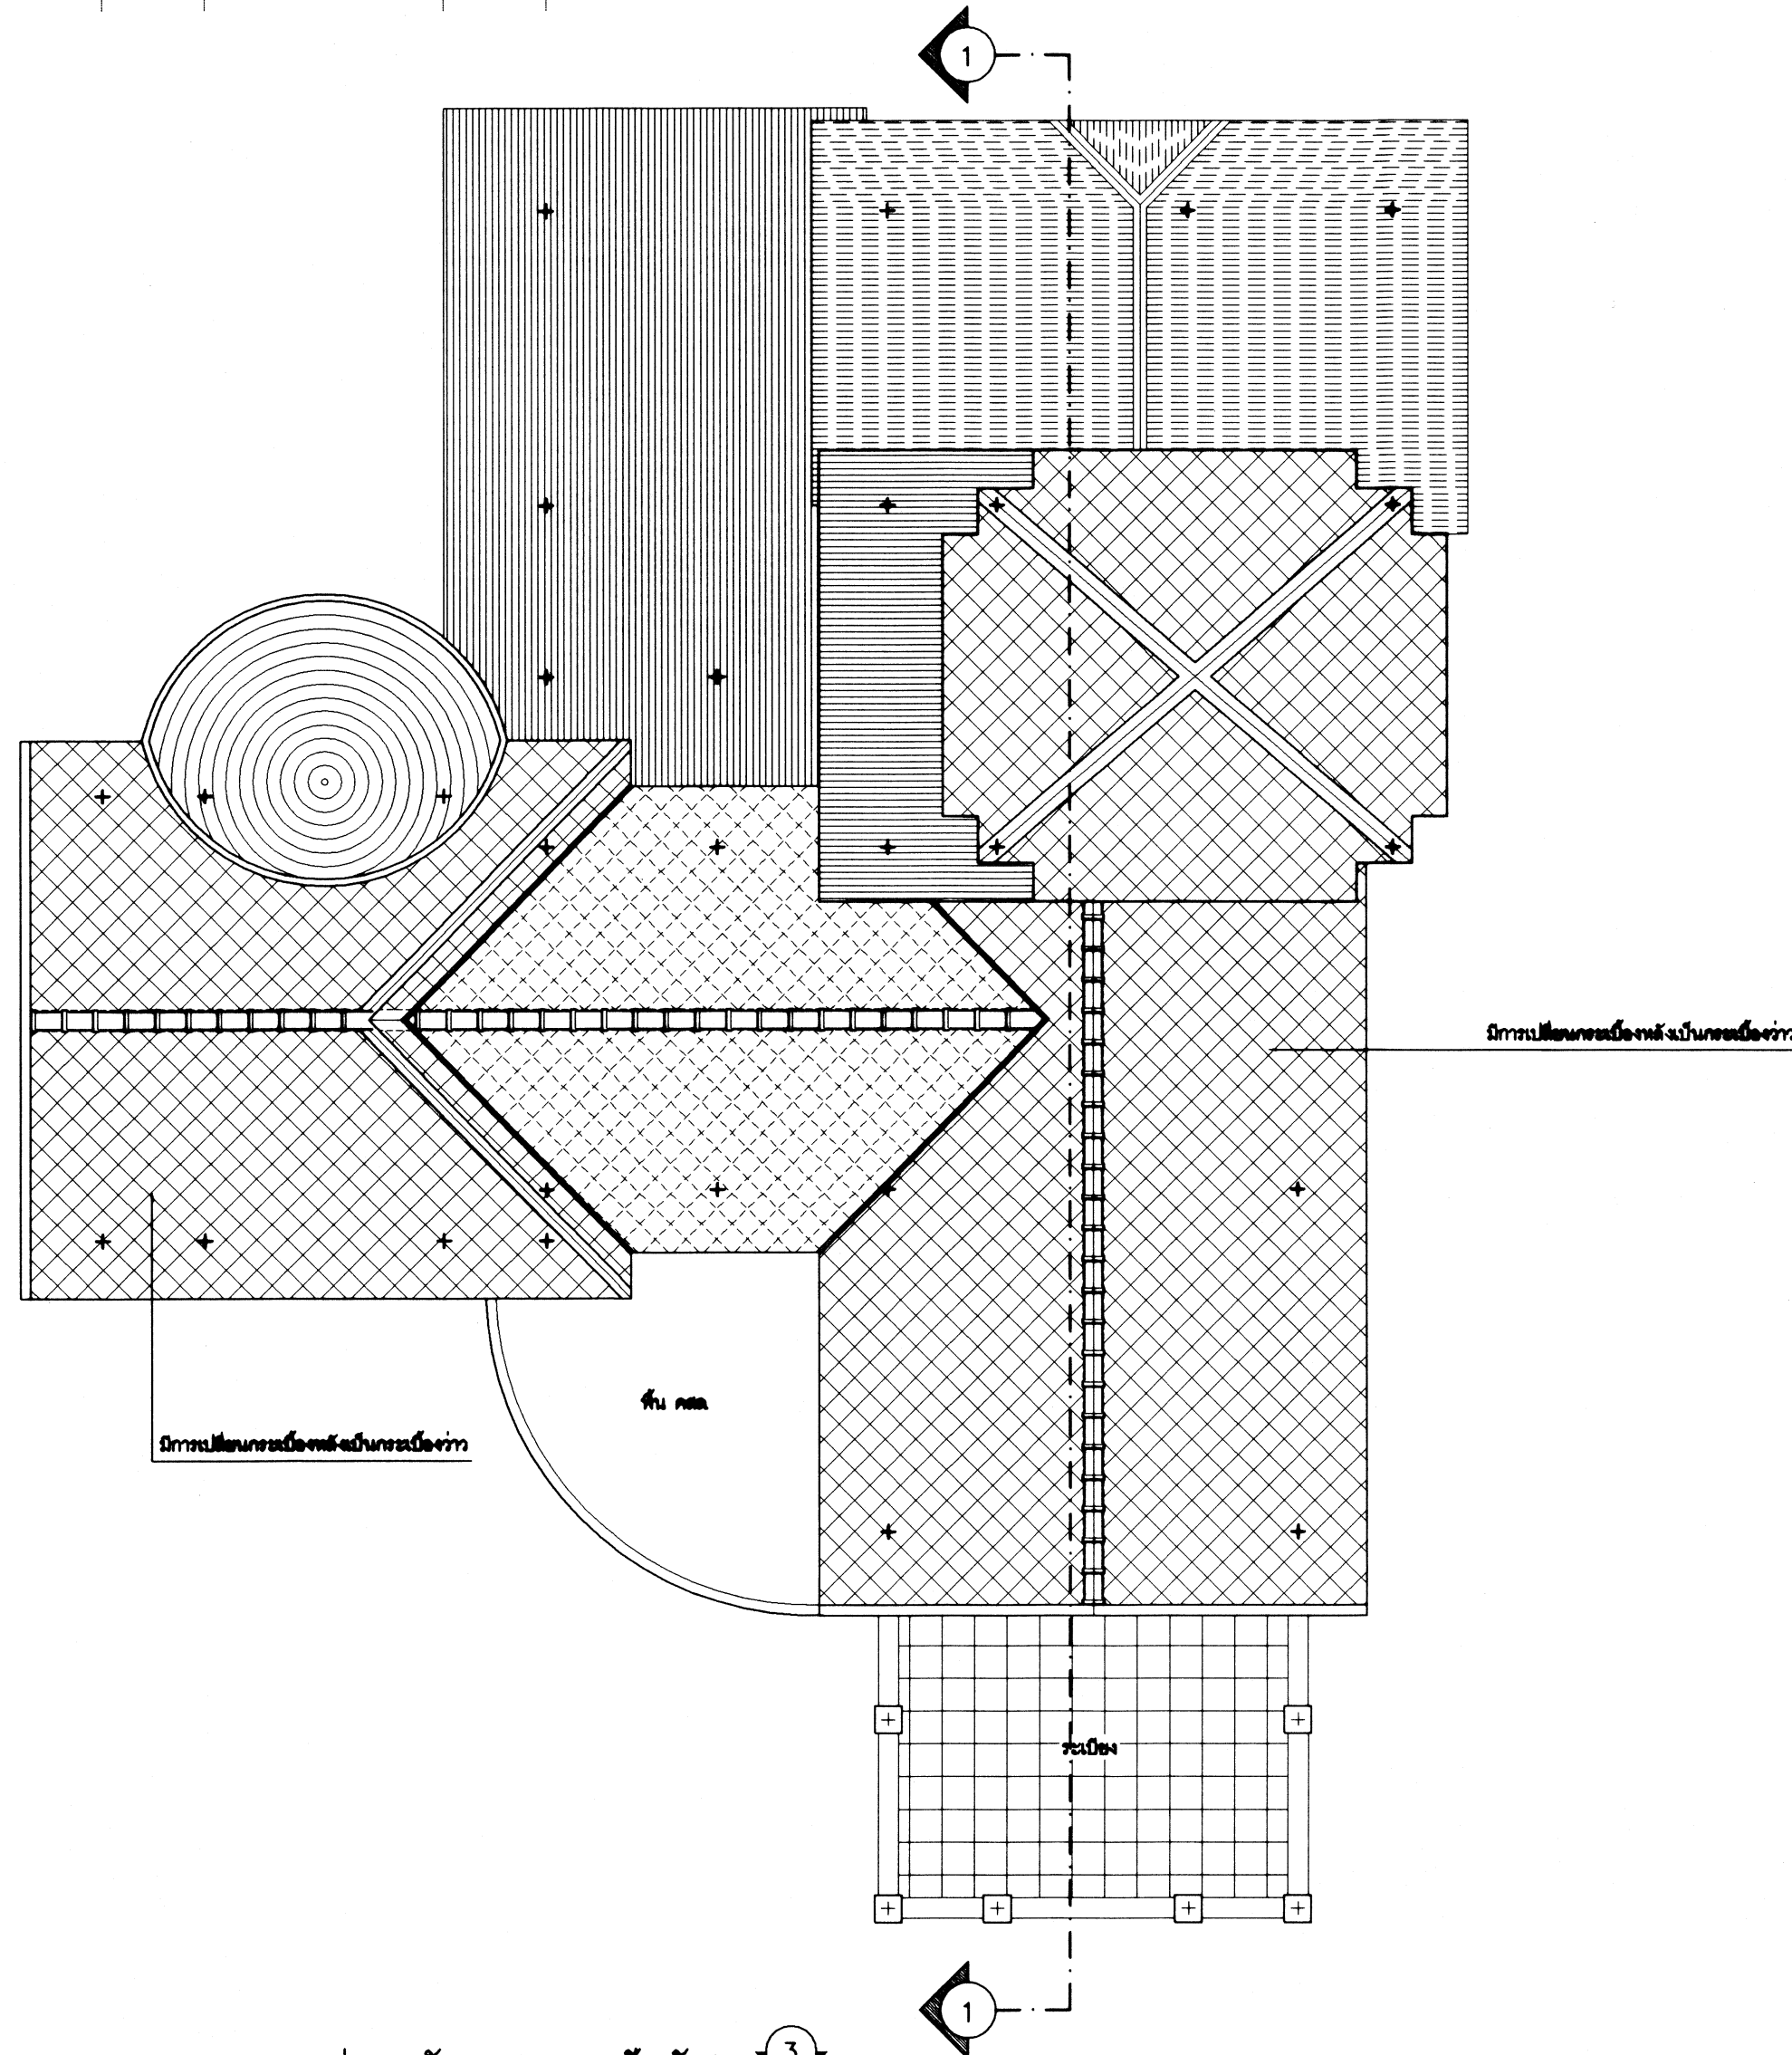 1
มีการเปลี่ยนกระเบื้องหลังเป็นกระเบื้องว่าว
พื้น คสล.
มีการเปลี่ยนกระเบื้องหลังเป็นกระเบื้องว่าว
ระเบียง
1
3